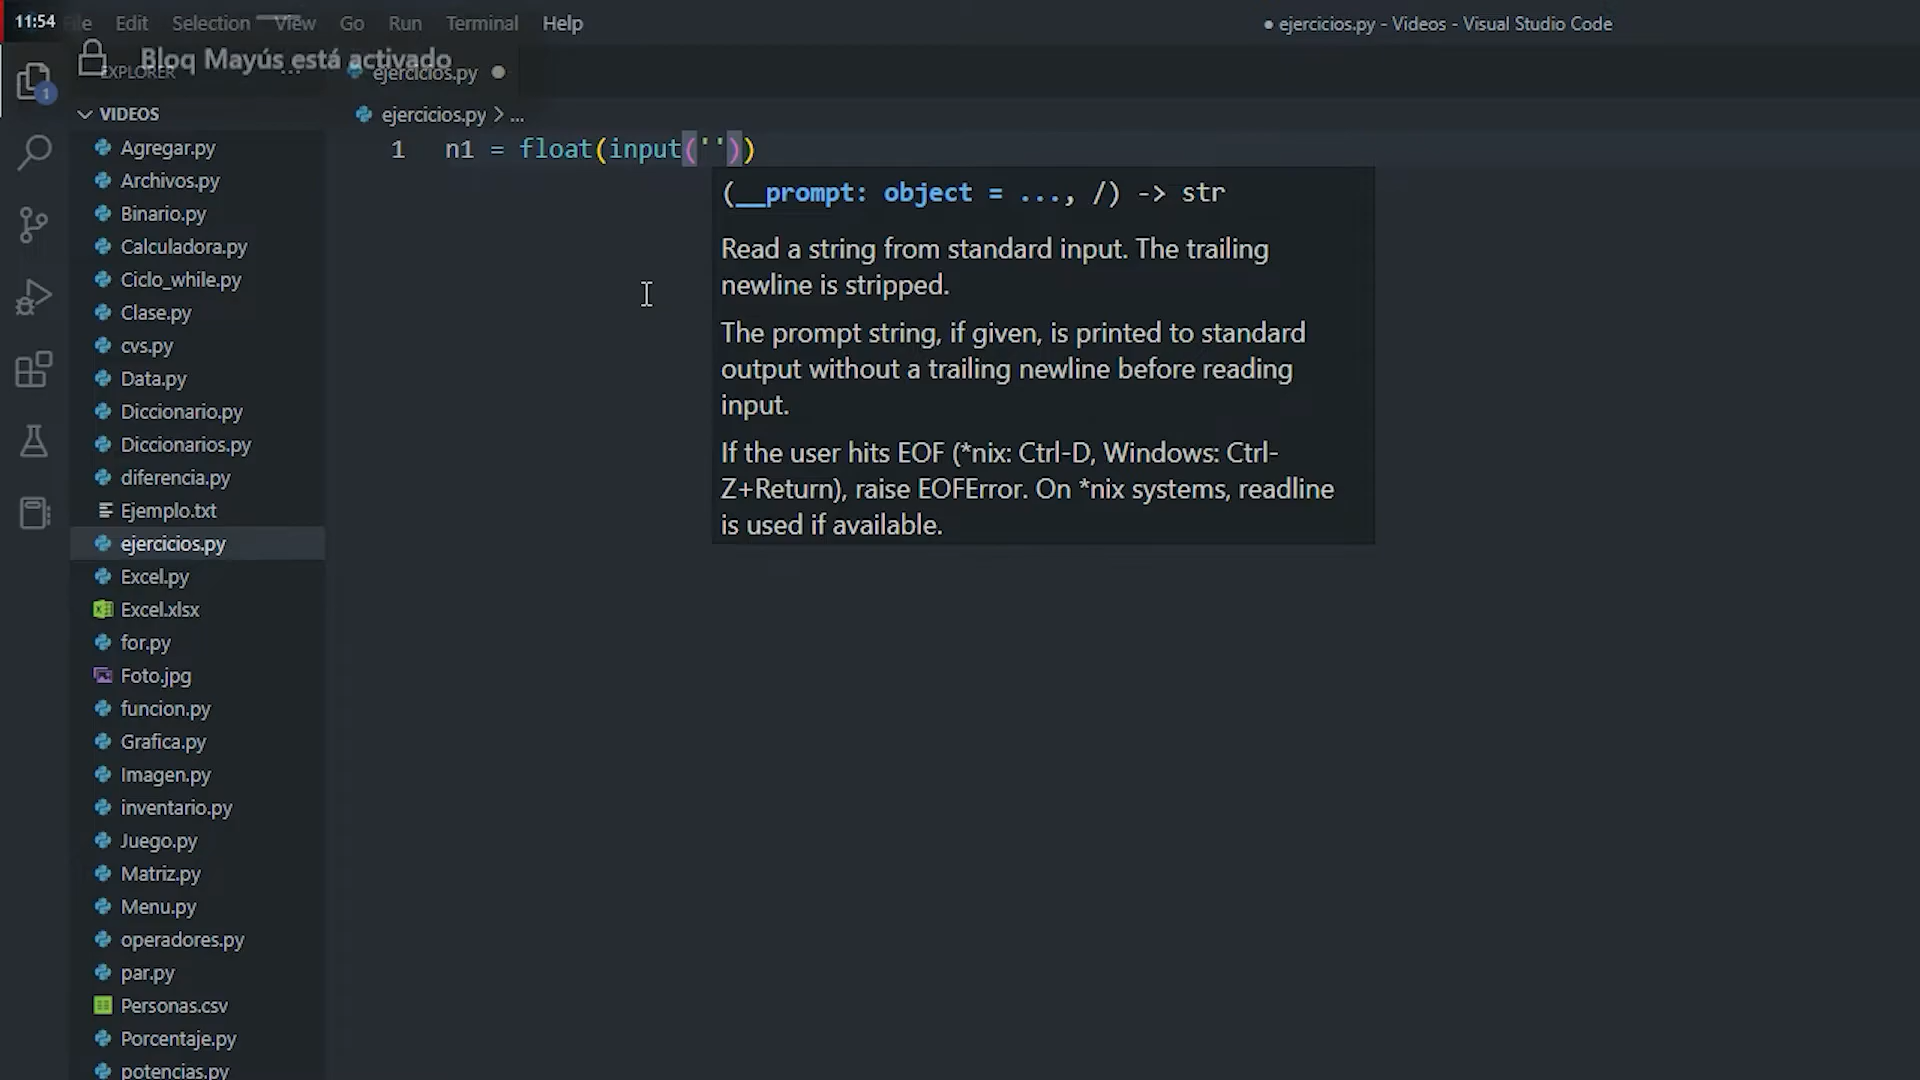 11:54 File Edit Selection View Go Run Terminal Help ● ejercicios.py - Videos - Visual Studio Code
Bloq Mayús está activado
EXPLORER ... ejercicios.py ●
1
VIDEOS ejercicios.py > ...
Agregar.py
1 n1 = float(input(''))
Archivos.py
(__prompt: object = ..., /) -> str
Binario.py
Calculadora.py
Read a string from standard input. The trailing
newline is stripped.
Ciclo_while.py
Clase.py
The prompt string, if given, is printed to standard
output without a trailing newline before reading
input.
cvs.py
Data.py
Diccionario.py
Diccionarios.py
If the user hits EOF (*nix: Ctrl-D, Windows: Ctrl-
Z+Return), raise EOFError. On *nix systems, readline
is used if available.
diferencia.py
Ejemplo.txt
ejercicios.py
Excel.py
Excel.xlsx
for.py
Foto.jpg
funcion.py
Grafica.py
Imagen.py
inventario.py
Juego.py
Matriz.py
Menu.py
operadores.py
par.py
Personas.csv
Porcentaje.py
potencias.py